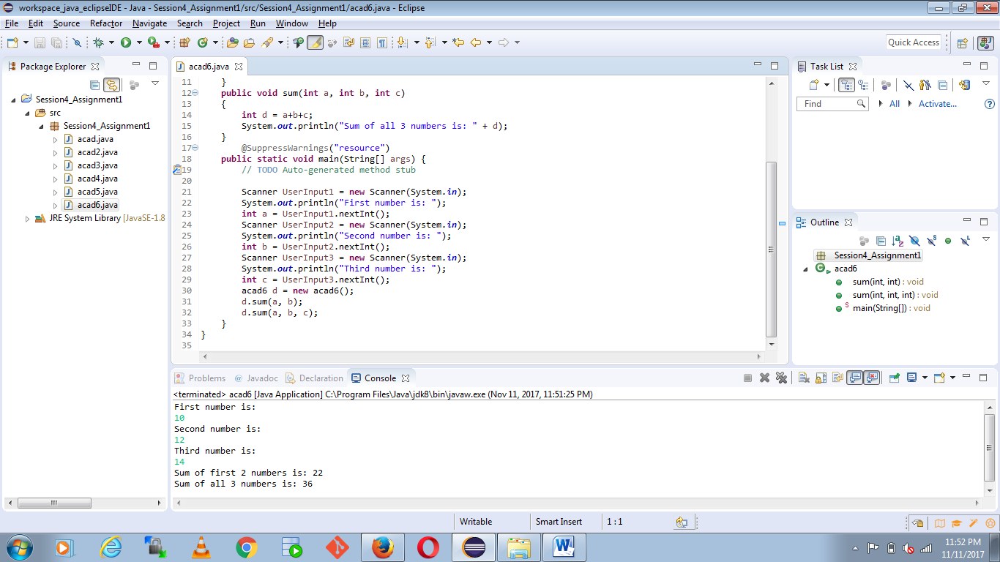 workspace_java_eclipseIDE - Java - Session4_Assignment1/src/Session4_Assignment1/acad6.java - Eclipse
File Edit Source Refactor Navigate Search Project Run Window Help
Quick Access
Package Explorer
Session4_Assignment1
src
Session4_Assignment1
acad.java
acad2.java
acad3.java
acad4.java
acad5.java
acad6.java
JRE System Library [JavaSE-1.8
acad6.java
11 }
12 public void sum(int a, int b, int c)
13 {
14 int d = a+b+c;
15 System.out.println("Sum of all 3 numbers is: " + d);
16 }
17 @SuppressWarnings("resource")
18 public static void main(String[] args) {
19 // TODO Auto-generated method stub
20
21 Scanner UserInput1 = new Scanner(System.in);
22 System.out.println("First number is: ");
23 int a = UserInput1.nextInt();
24 Scanner UserInput2 = new Scanner(System.in);
25 System.out.println("Second number is: ");
26 int b = UserInput2.nextInt();
27 Scanner UserInput3 = new Scanner(System.in);
28 System.out.println("Third number is: ");
29 int c = UserInput3.nextInt();
30 acad6 d = new acad6();
31 d.sum(a, b);
32 d.sum(a, b, c);
33 }
34 }
35
Task List
Find All Activate...
Outline
Session4_Assignment1
acad6
sum(int, int) : void
sum(int, int, int) : void
main(String[]) : void
Problems Javadoc Declaration Console
<terminated> acad6 [Java Application] C:\Program Files\Java\jdk8\bin\javaw.exe (Nov 11, 2017, 11:51:25 PM)
First number is:
10
Second number is:
12
Third number is:
14
Sum of first 2 numbers is: 22
Sum of all 3 numbers is: 36
Writable Smart Insert 1 : 1
11:52 PM
11/11/2017